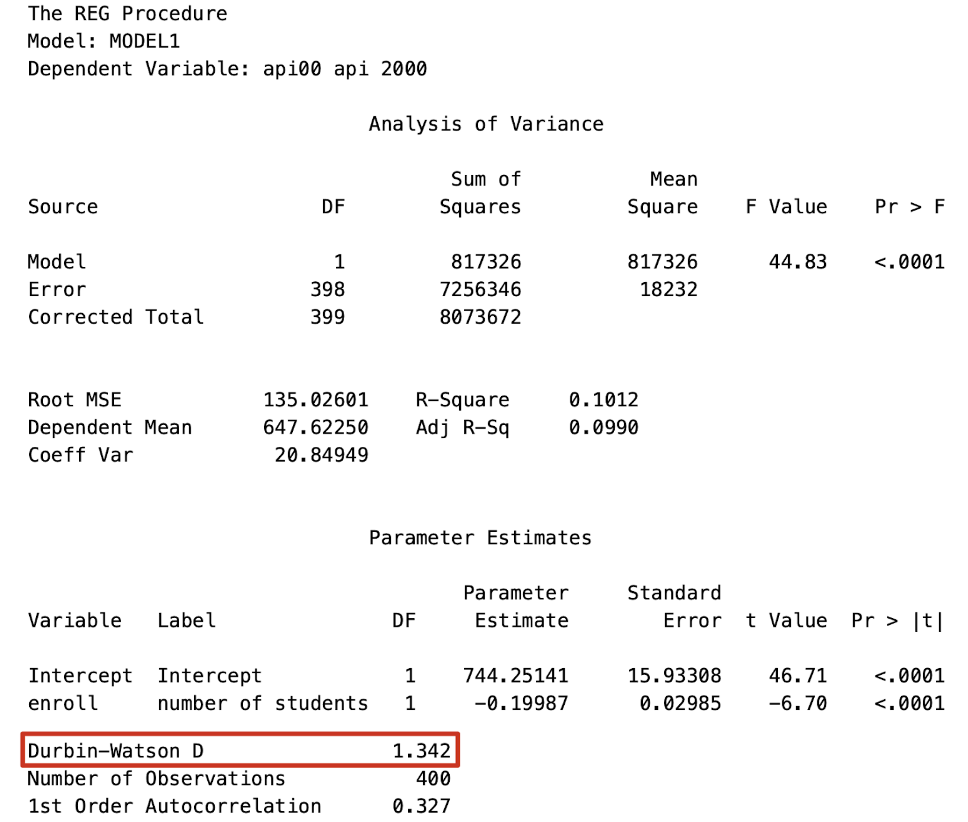 The REG Procedure
Model: MODEL1
Dependent Variable: api00 api 2000
Analysis of Variance
Sum of Mean
Source DF Squares Square F Value Pr > F
Model 1 817326 817326 44.83 <.0001
Error 398 7256346 18232
Corrected Total 399 8073672
Root MSE 135.02601 R-Square 0.1012
Dependent Mean 647.62250 Adj R-Sq 0.0990
Coeff Var 20.84949
Parameter Estimates
Parameter Standard
Variable Label DF Estimate Error t Value Pr > |t|
Intercept Intercept 1 744.25141 15.93308 46.71 <.0001
enroll number of students 1 -0.19987 0.02985 -6.70 <.0001
Durbin-Watson D 1.342
Number of Observations 400
1st Order Autocorrelation 0.327